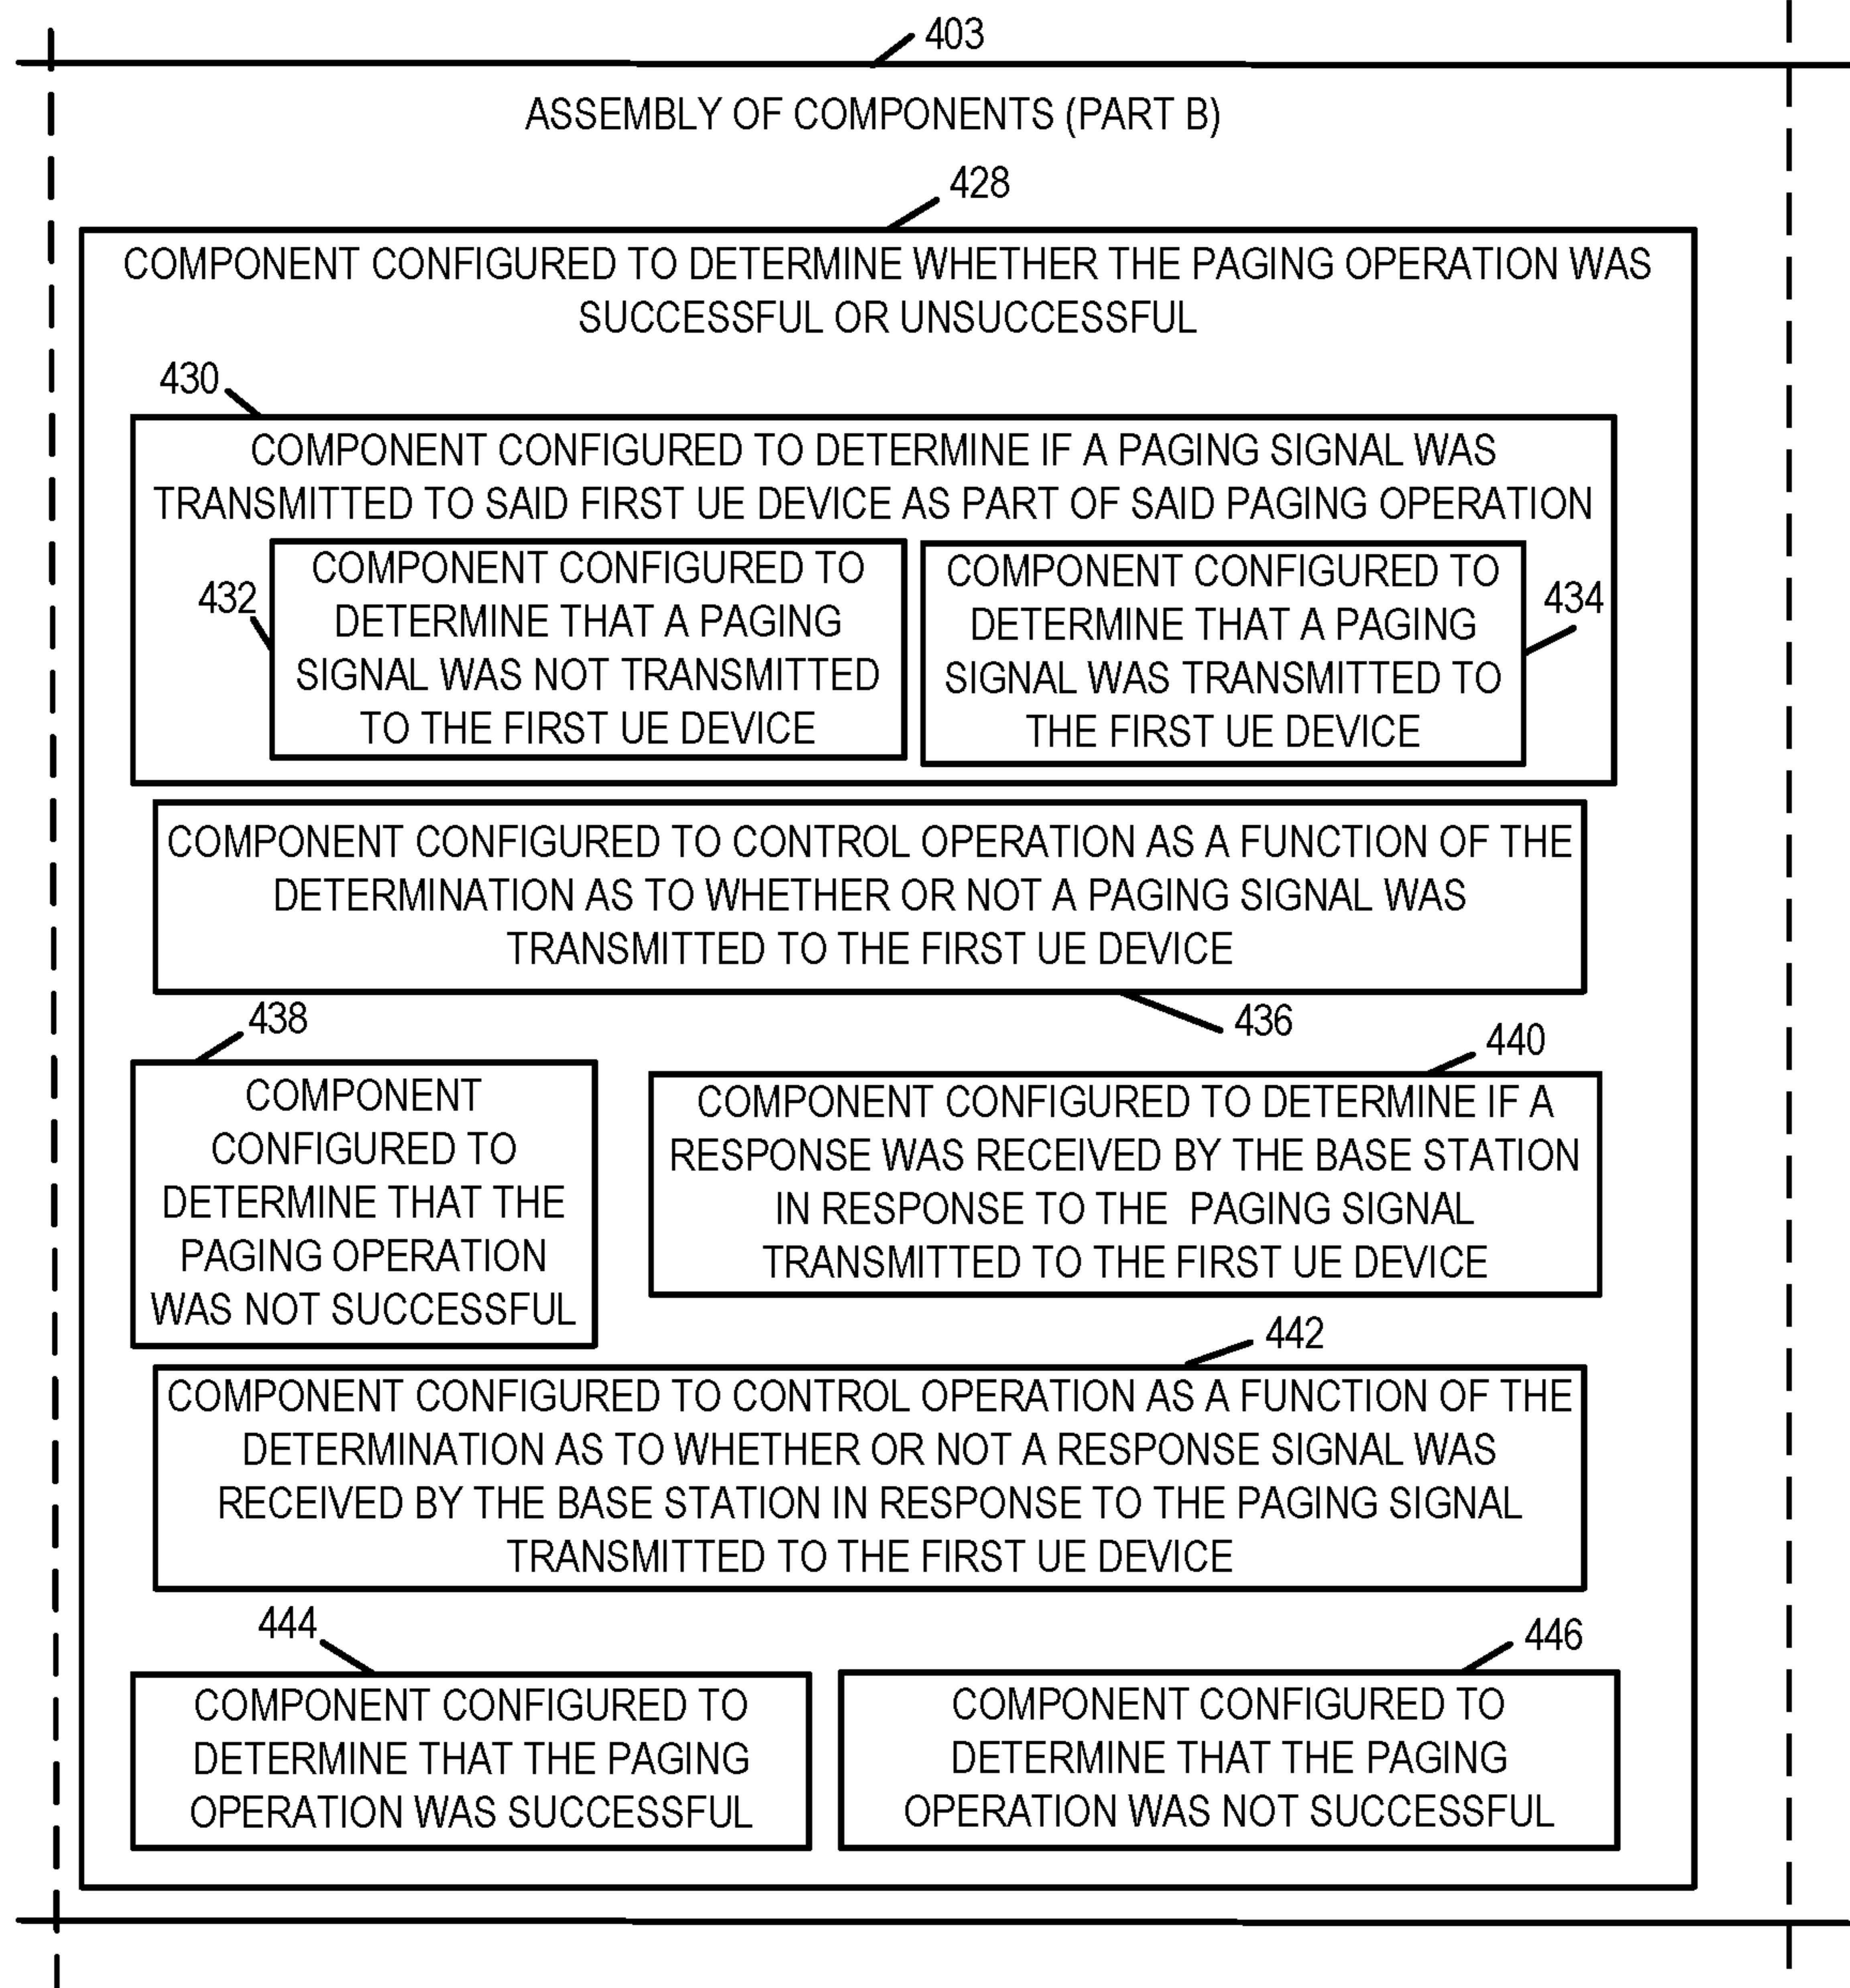 403
ASSEMBLY OF COMPONENTS (PART B)
428
COMPONENT CONFIGURED TO DETERMINE WHETHER THE PAGING OPERATION WAS
SUCCESSFUL OR UNSUCCESSFUL
430
COMPONENT CONFIGURED TO DETERMINE IF A PAGING SIGNAL WAS
TRANSMITTED TO SAID FIRST UE DEVICE AS PART OF SAID PAGING OPERATION
432
COMPONENT CONFIGURED TO
DETERMINE THAT A PAGING
SIGNAL WAS NOT TRANSMITTED
TO THE FIRST UE DEVICE
COMPONENT CONFIGURED TO
DETERMINE THAT A PAGING
SIGNAL WAS TRANSMITTED TO
THE FIRST UE DEVICE
434
COMPONENT CONFIGURED TO CONTROL OPERATION AS A FUNCTION OF THE
DETERMINATION AS TO WHETHER OR NOT A PAGING SIGNAL WAS
TRANSMITTED TO THE FIRST UE DEVICE
436
438
COMPONENT
CONFIGURED TO
DETERMINE THAT THE
PAGING OPERATION
WAS NOT SUCCESSFUL
440
COMPONENT CONFIGURED TO DETERMINE IF A
RESPONSE WAS RECEIVED BY THE BASE STATION
IN RESPONSE TO THE PAGING SIGNAL
TRANSMITTED TO THE FIRST UE DEVICE
442
COMPONENT CONFIGURED TO CONTROL OPERATION AS A FUNCTION OF THE
DETERMINATION AS TO WHETHER OR NOT A RESPONSE SIGNAL WAS
RECEIVED BY THE BASE STATION IN RESPONSE TO THE PAGING SIGNAL
TRANSMITTED TO THE FIRST UE DEVICE
444
COMPONENT CONFIGURED TO
DETERMINE THAT THE PAGING
OPERATION WAS SUCCESSFUL
446
COMPONENT CONFIGURED TO
DETERMINE THAT THE PAGING
OPERATION WAS NOT SUCCESSFUL